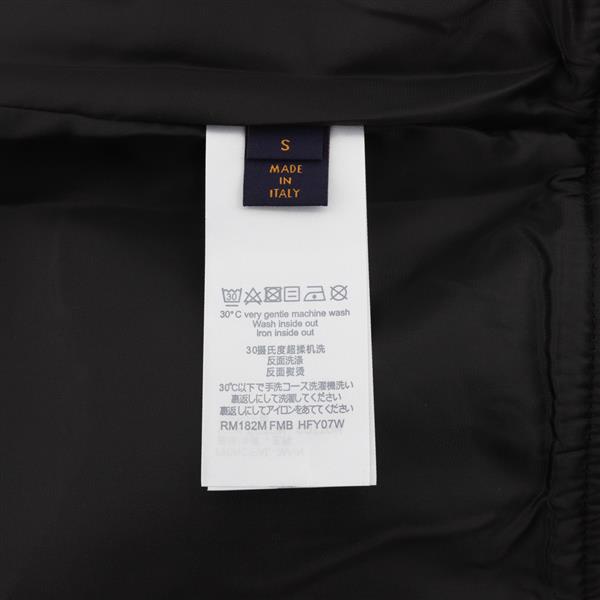 S
MADE
IN
ITALY
30
30°C very gentle machine wash
Wash inside out
Iron inside out
30摄氏度超揉机洗
反面洗涤
反面熨烫
30℃以下で手洗コース洗濯機洗い
裏返しにして洗濯してください
裏返しにしてアイロンをあててください
RM182M FMB HFY07W